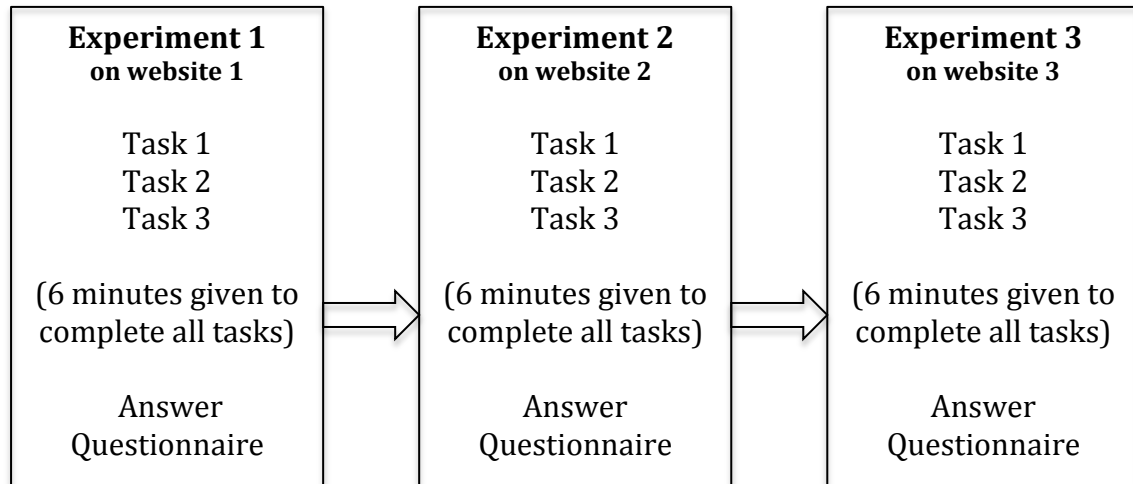 Experiment 1
on website 1
Task 1
Task 2
Task 3
(6 minutes given to
complete all tasks)
Answer
Questionnaire
Experiment 2
on website 2
Task 1
Task 2
Task 3
(6 minutes given to
complete all tasks)
Answer
Questionnaire
Experiment 3
on website 3
Task 1
Task 2
Task 3
(6 minutes given to
complete all tasks)
Answer
Questionnaire